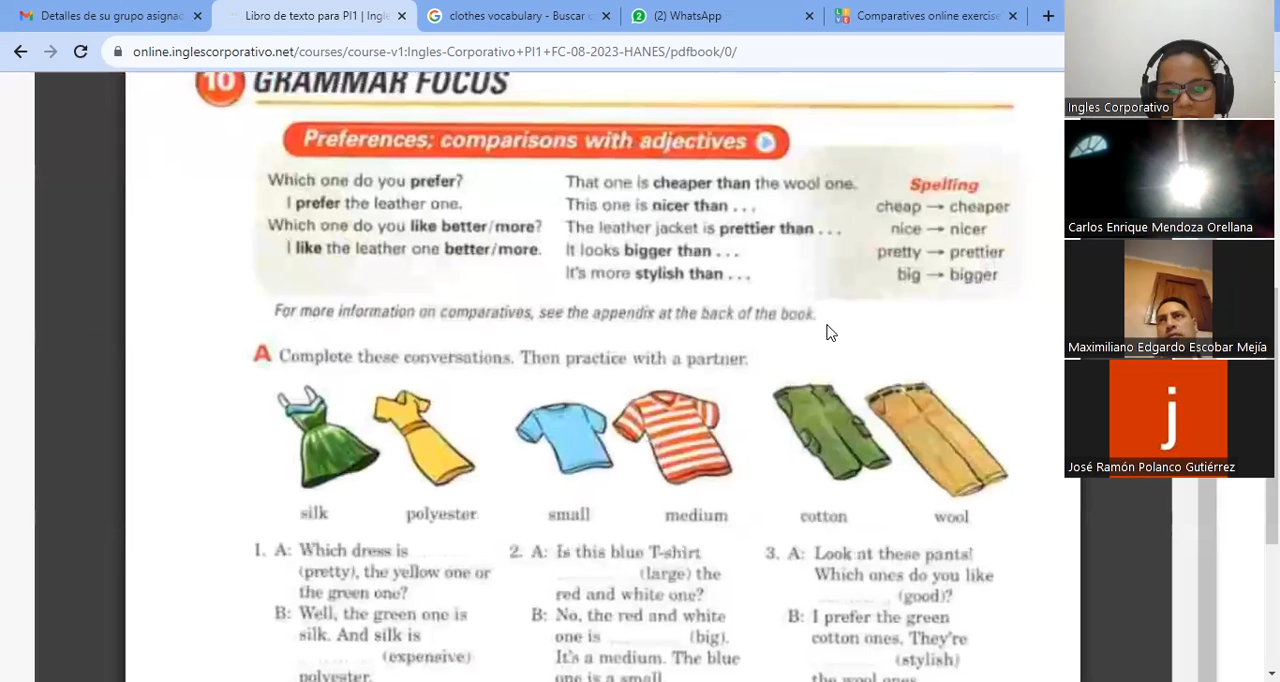 Detalles de su grupo asignad
Libro de texto para PI1 | Ingle
clothes vocabulary - Buscar c
(2) WhatsApp
Comparatives online exercise
online.inglescorporativo.net/courses/course-v1:Ingles-Corporativo+PI1+FC-08-2023-HANES/pdfbook/0/
10 GRAMMAR FOCUS
Preferences; comparisons with adjectives
Which one do you prefer?
I prefer the leather one.
Which one do you like better/more?
I like the leather one better/more.
That one is cheaper than the wool one.
This one is nicer than . . .
The leather jacket is prettier than . . .
It looks bigger than . . .
It's more stylish than . . .
Spelling
cheap → cheaper
nice → nicer
pretty → prettier
big → bigger
For more information on comparatives, see the appendix at the back of the book.
A Complete these conversations. Then practice with a partner.
silk
polyester
small
medium
cotton
wool
1. A: Which dress is
(pretty), the yellow one or
the green one?
B: Well, the green one is
silk. And silk is
(expensive)
polyester.
2. A: Is this blue T-shirt
(large) the
red and white one?
B: No, the red and white
one is (big).
It's a medium. The blue
one is a small.
3. A: Look at these pants!
Which ones do you like
(good)?
B: I prefer the green
cotton ones. They're
(stylish)
the wool ones.
Ingles Corporativo
Carlos Enrique Mendoza Orellana
Maximiliano Edgardo Escobar Mejía
j
José Ramón Polanco Gutiérrez